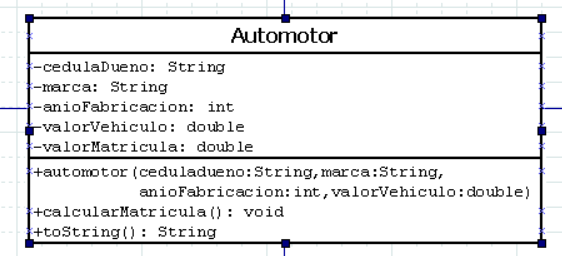 Automotor
-cedulaDueno: String
-marca: String
-anioFabricacion: int
-valorVehiculo: double
-valorMatricula: double
+automotor(ceduladueno:String,marca:String,
anioFabricacion:int,valorVehiculo:double)
+calcularMatricula(): void
+toString(): String